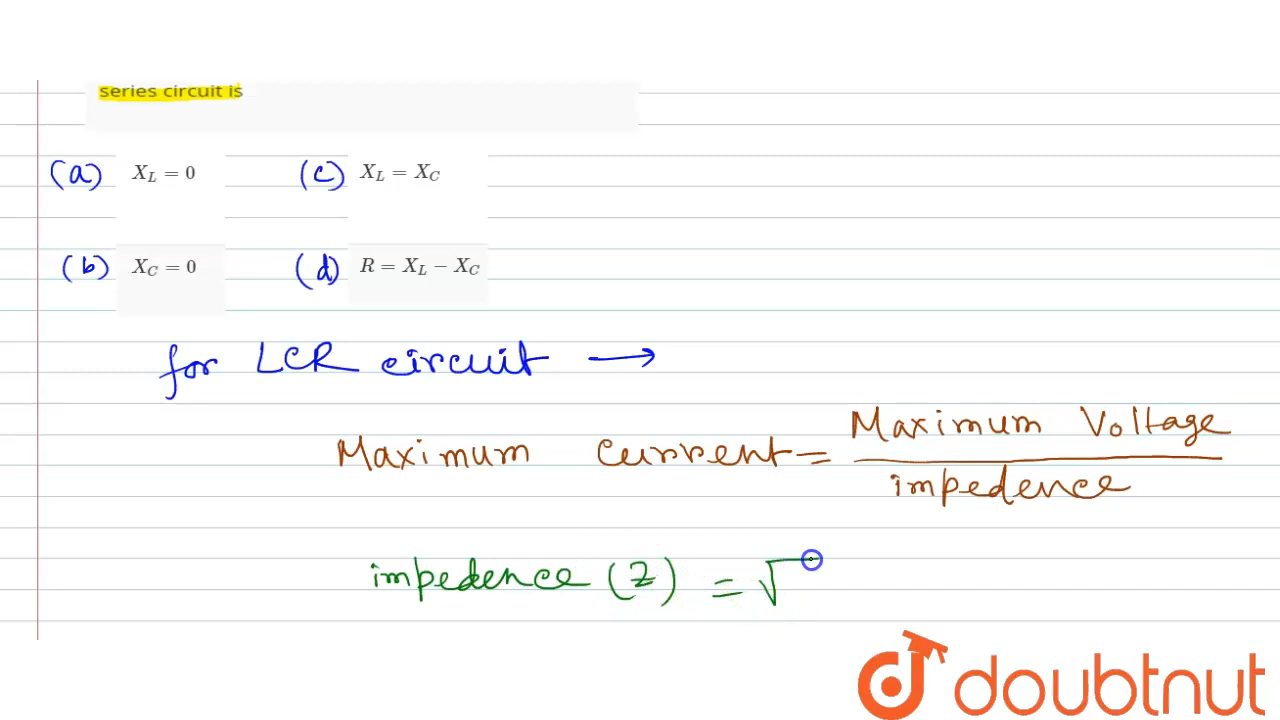 series circuit is
(a) X_L = 0 (c) X_L = X_C
(b) X_C = 0 (d) R = X_L − X_C
for LCR circuit →
Maximum current = Maximum Voltage / impedence
impedence (Z) = √
doubtnut